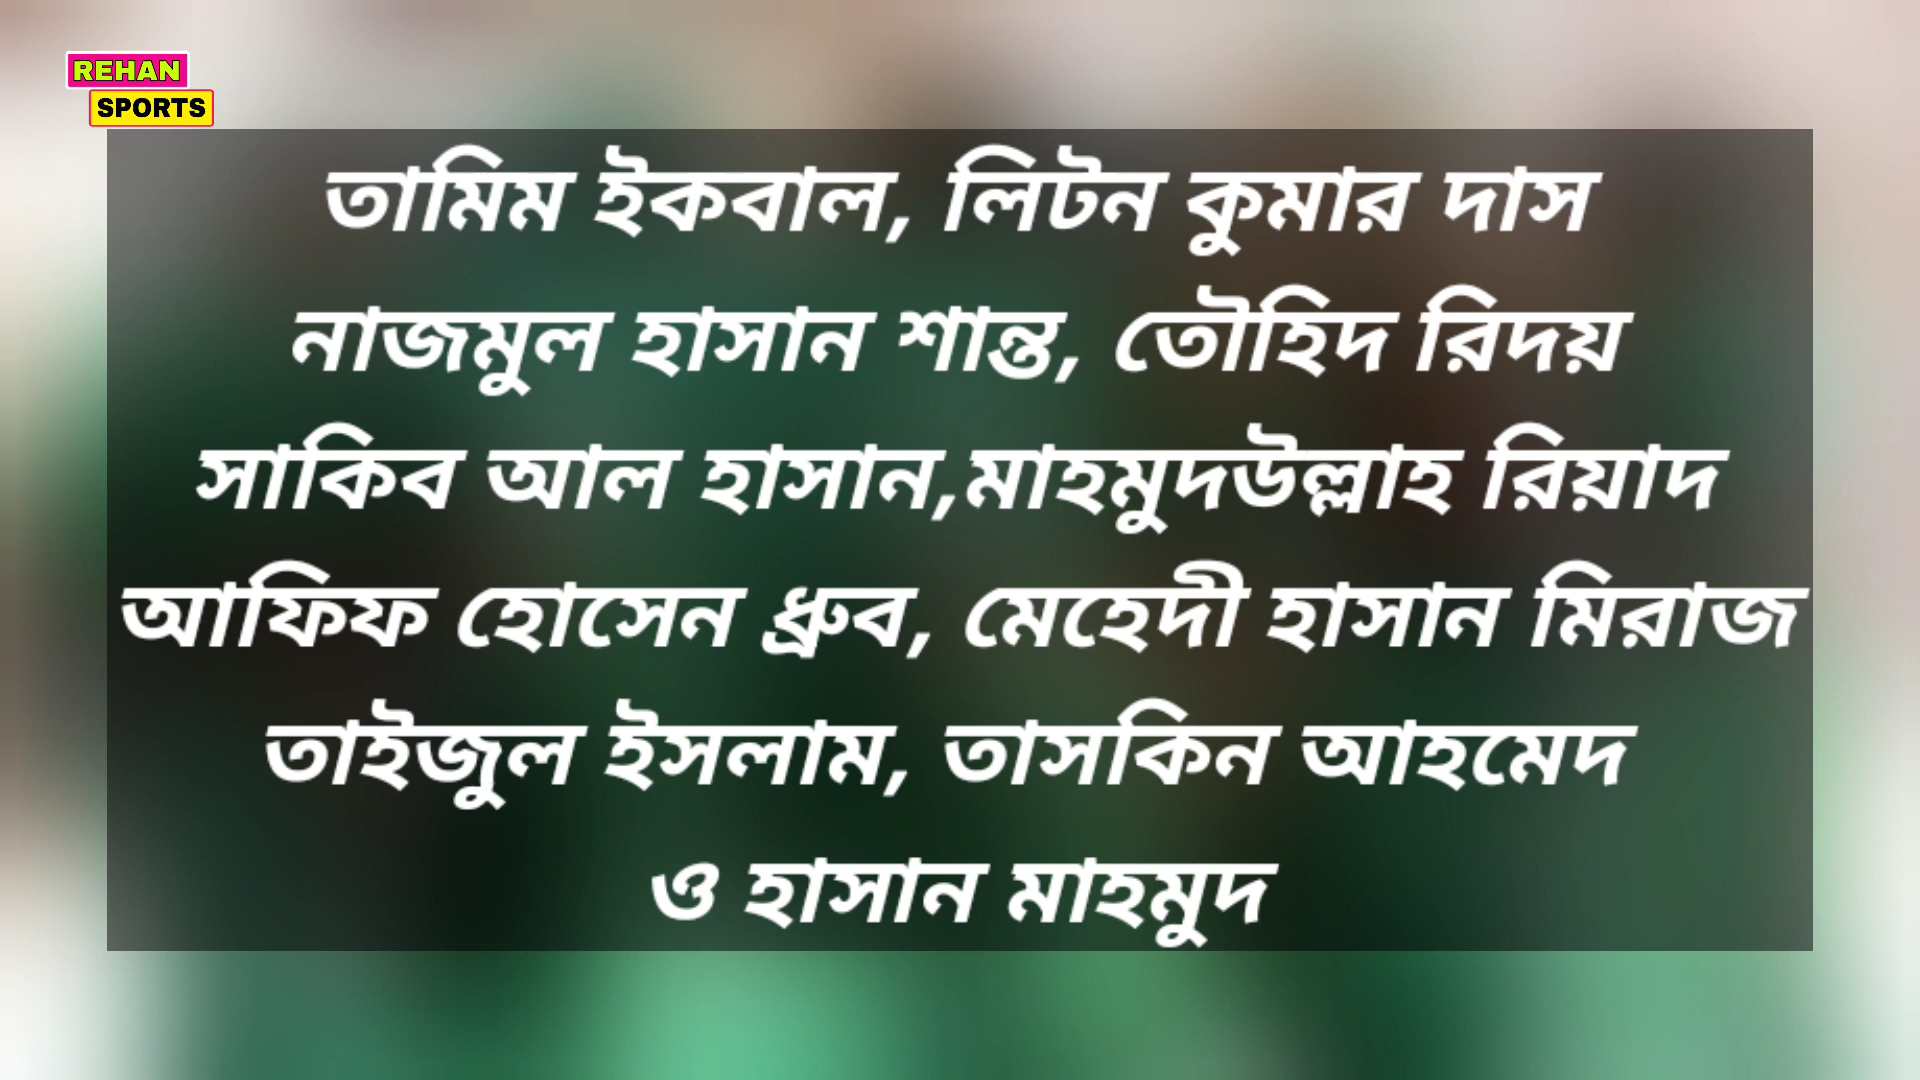 REHAN
SPORTS
তামিম ইকবাল, লিটন কুমার দাস
নাজমুল হাসান শান্ত, তৌহিদ রিদয়
সাকিব আল হাসান,মাহমুদউল্লাহ রিয়াদ
আফিফ হোসেন ধ্রুব, মেহেদী হাসান মিরাজ
তাইজুল ইসলাম, তাসকিন আহমেদ
ও হাসান মাহমুদ